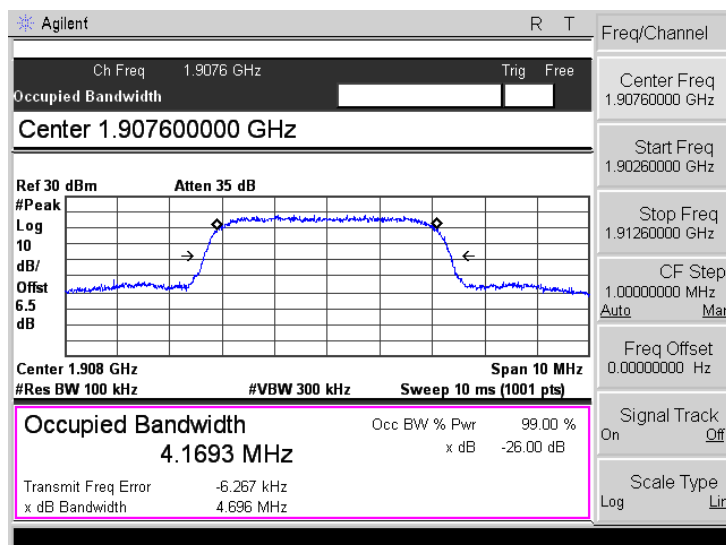 Agilent R T
Freq/Channel
Ch Freq 1.9076 GHz Trig Free
Occupied Bandwidth
Center 1.907600000 GHz
Ref 30 dBm Atten 35 dB
#Peak
Log
10
dB/
Offst
6.5
dB
Center 1.908 GHz Span 10 MHz
#Res BW 100 kHz #VBW 300 kHz Sweep 10 ms (1001 pts)
Occupied Bandwidth
4.1693 MHz
Occ BW % Pwr 99.00 %
x dB -26.00 dB
Transmit Freq Error -6.267 kHz
x dB Bandwidth 4.696 MHz
Center Freq
1.90760000 GHz
Start Freq
1.90260000 GHz
Stop Freq
1.91260000 GHz
CF Step
1.00000000 MHz
Auto Mar
Freq Offset
0.00000000 Hz
Signal Track
On Off
Scale Type
Log Lin